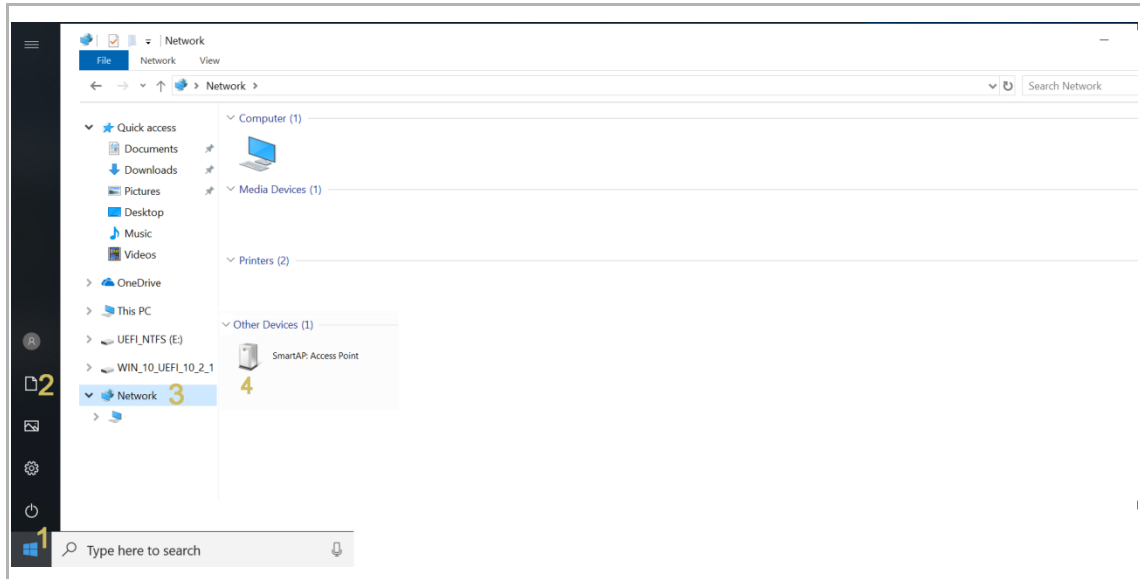 Network
File Network View
Network
Search Network
Quick access
Documents
Downloads
Pictures
Desktop
Music
Videos
OneDrive
This PC
UEFI_NTFS (E:)
WIN_10_UEFI_10_2_1
Network 3
Computer (1)
Media Devices (1)
Printers (2)
Other Devices (1)
SmartAP: Access Point
4
2
1
Type here to search